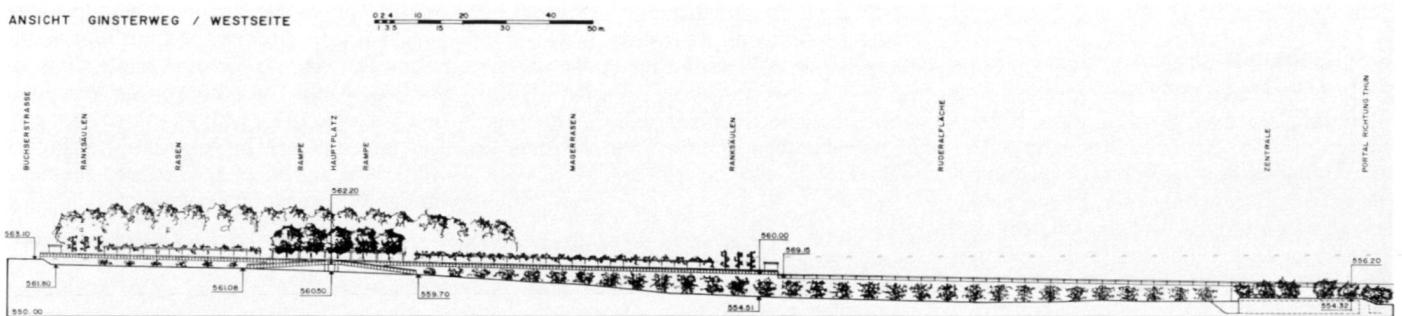 ANSICHT GINSTERWEG / WESTSEITE
0 2 4 10 20 40
1 3 5 15 30 50 m
BUCHSERSTRASSE
RANKSÄULEN
RASEN
RAMPE
HAUPTPLATZ
RAMPE
MAGERRASEN
RANKSÄULEN
RUDERALFLÄCHE
ZENTRALE
PORTAL RICHTUNG THUN
562.20
563.10
560.00
569.15
556.20
561.80
561.08
560.50
559.70
554.51
554.32
550.00